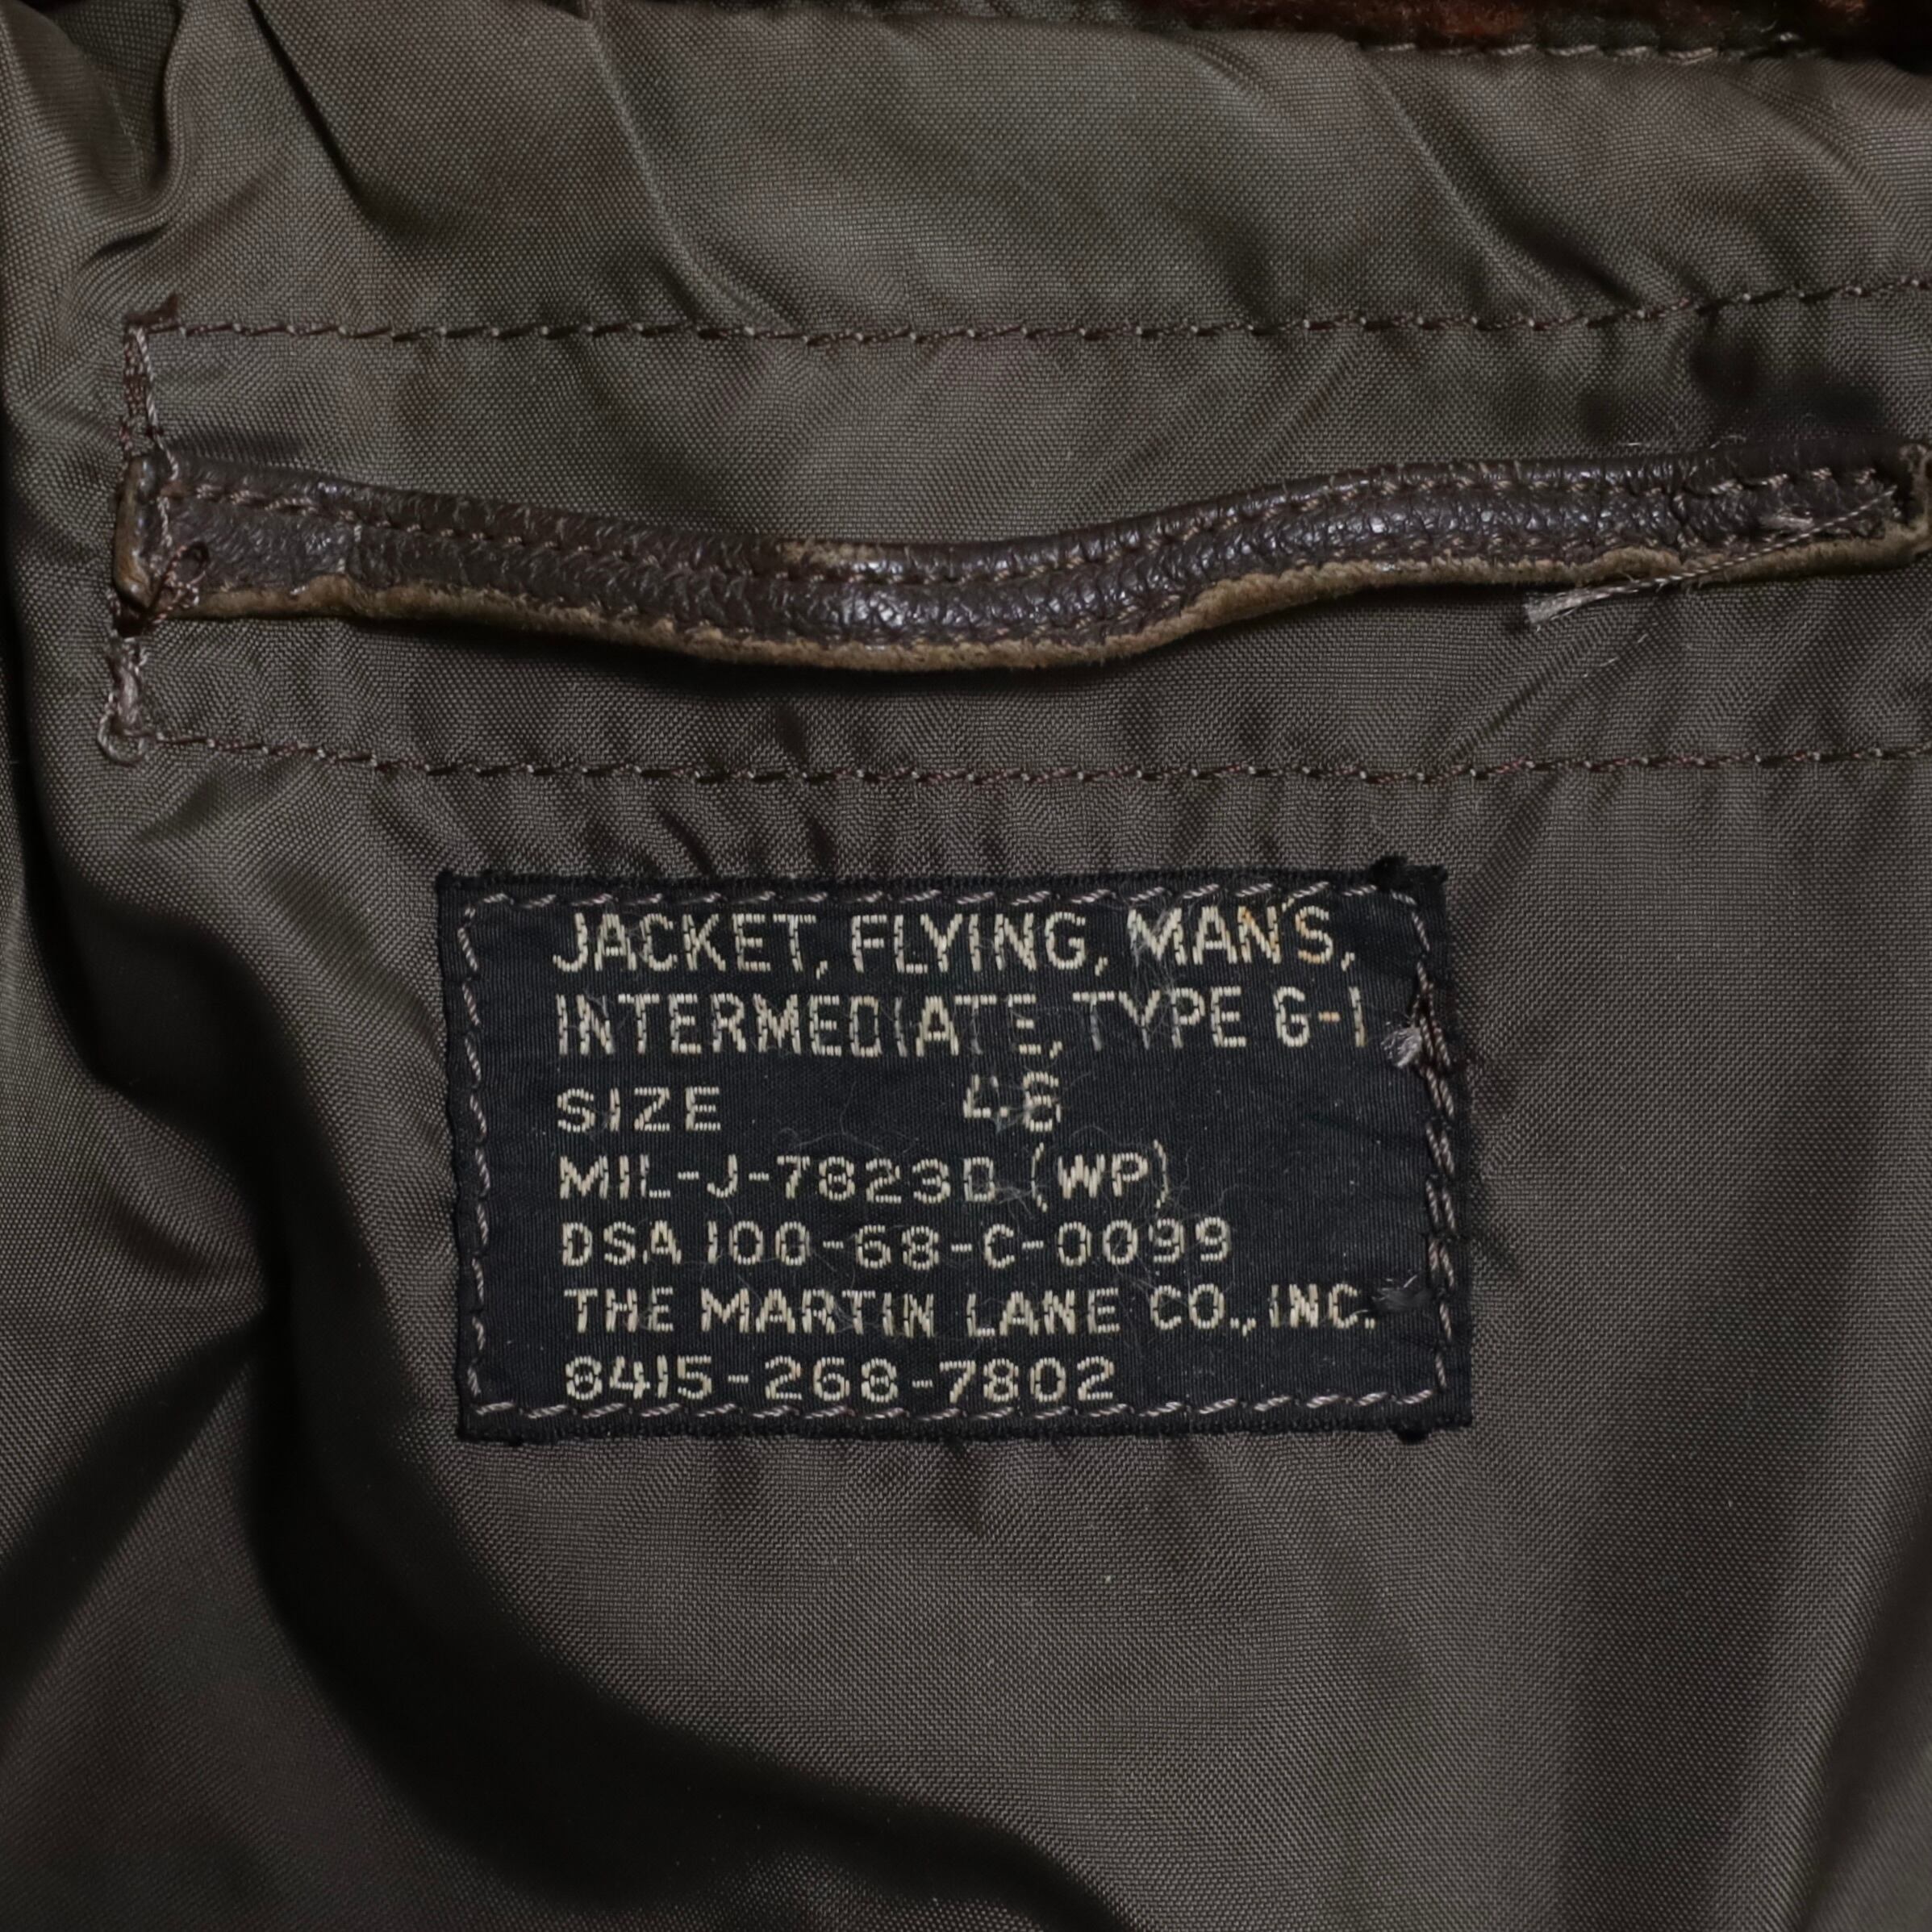 JACKET, FLYING, MAN'S,
INTERMEDIATE, TYPE G-1
SIZE 46
MIL-J-7823D (WP)
DSA 100-68-C-0099
THE MARTIN LANE CO., INC.
8415-268-7802